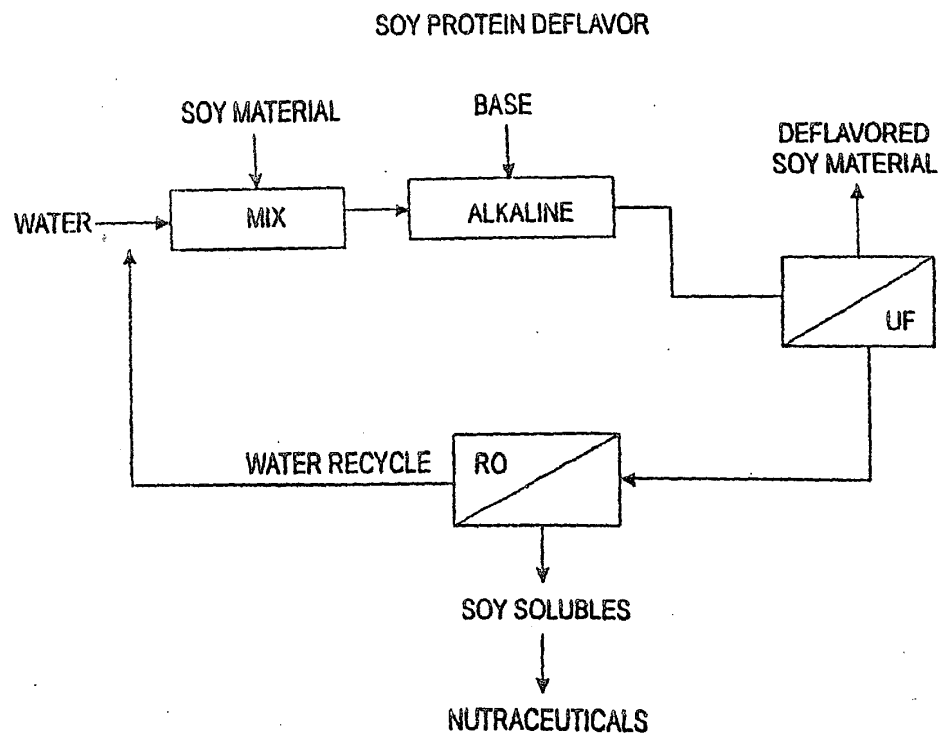 SOY PROTEIN DEFLAVOR
SOY MATERIAL
BASE
DEFLAVORED
SOY MATERIAL
WATER
MIX
ALKALINE
UF
WATER RECYCLE
RO
SOY SOLUBLES
NUTRACEUTICALS